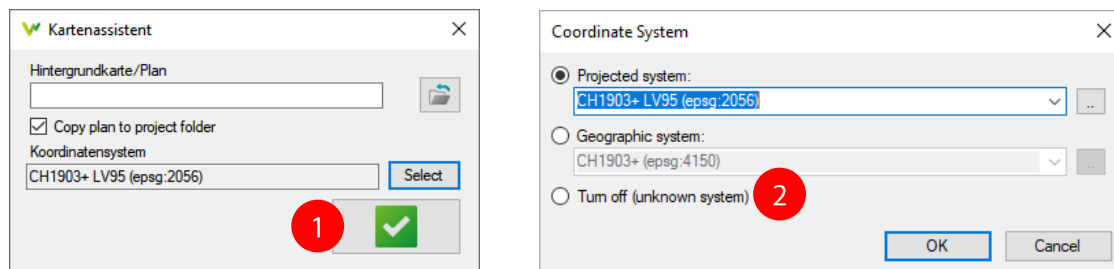 Kartenassistent
Hintergrundkarte/Plan
Copy plan to project folder
Koordinatensystem
CH1903+ LV95 (epsg:2056)
Select
1
Coordinate System
Projected system:
CH1903+ LV95 (epsg:2056)
..
Geographic system:
CH1903+ (epsg:4150)
..
Turn off (unknown system)
2
OK
Cancel